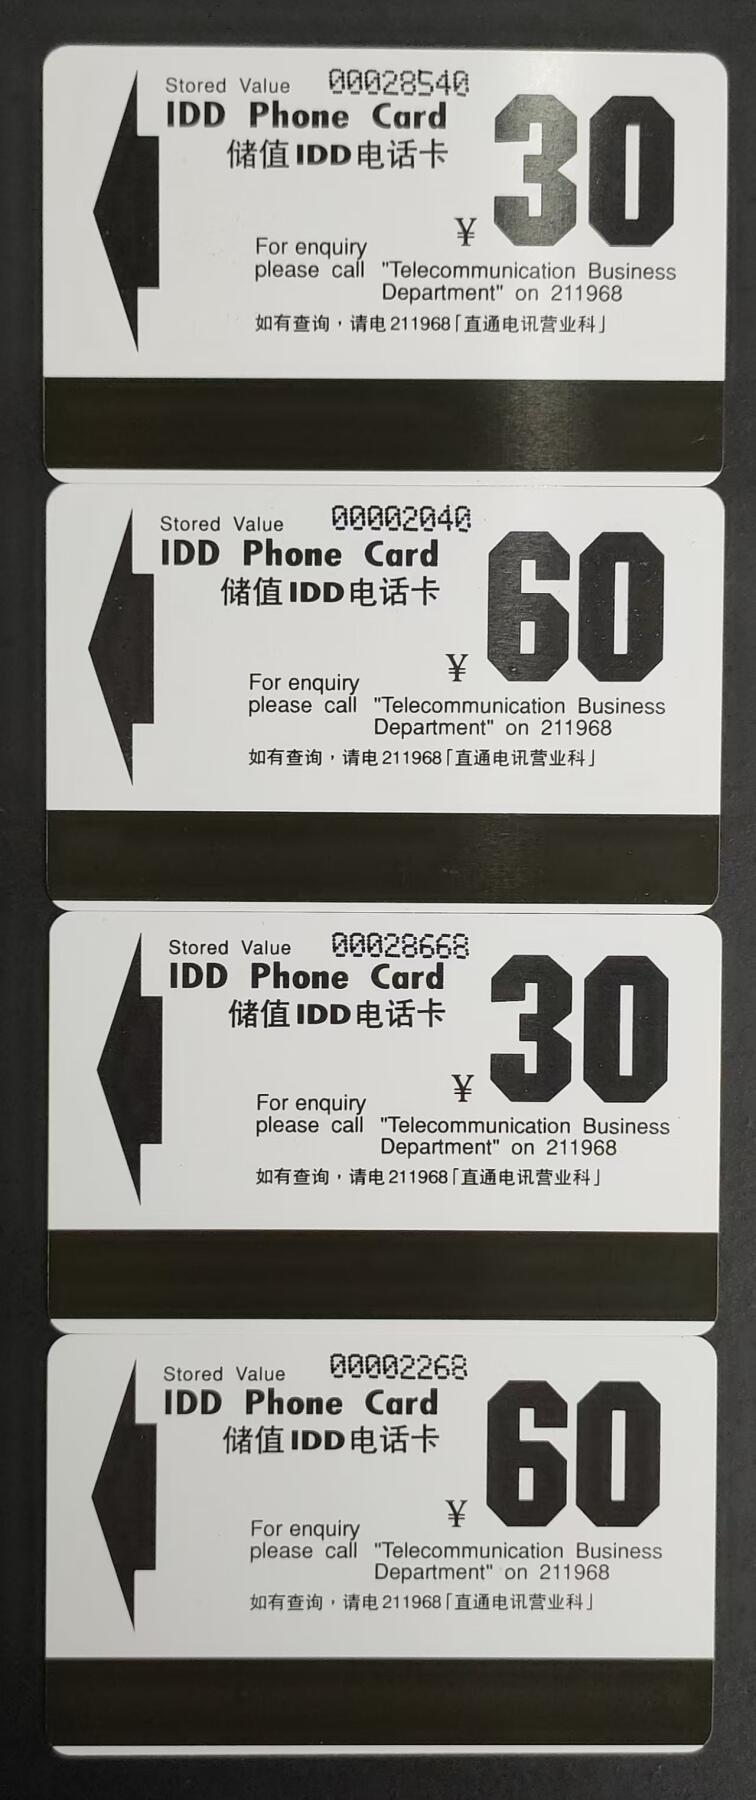 Stored Value 00028540
IDD Phone Card
储值IDD电话卡
¥ 30
For enquiry
please call "Telecommunication Business
Department" on 211968
如有查询，请电211968「直通电讯营业科」
Stored Value 00002040
IDD Phone Card
储值IDD电话卡
¥ 60
For enquiry
please call "Telecommunication Business
Department" on 211968
如有查询，请电211968「直通电讯营业科」
Stored Value 00028668
IDD Phone Card
储值IDD电话卡
¥ 30
For enquiry
please call "Telecommunication Business
Department" on 211968
如有查询，请电211968「直通电讯营业科」
Stored Value 00002268
IDD Phone Card
储值IDD电话卡
¥ 60
For enquiry
please call "Telecommunication Business
Department" on 211968
如有查询，请电211968「直通电讯营业科」